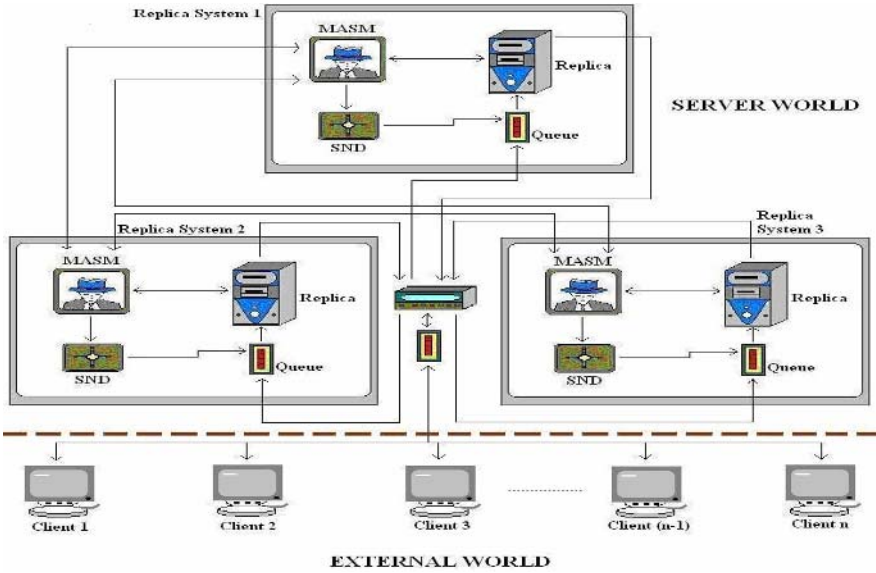 Replica System 1
MASM
Replica
SERVER WORLD
SND
Queue
Replica System 2
Replica
System 3
MASM
MASM
Replica
Replica
SND
Queue
SND
Queue
Client 1
Client 2
Client 3
Client (n-1)
Client n
EXTERNAL WORLD